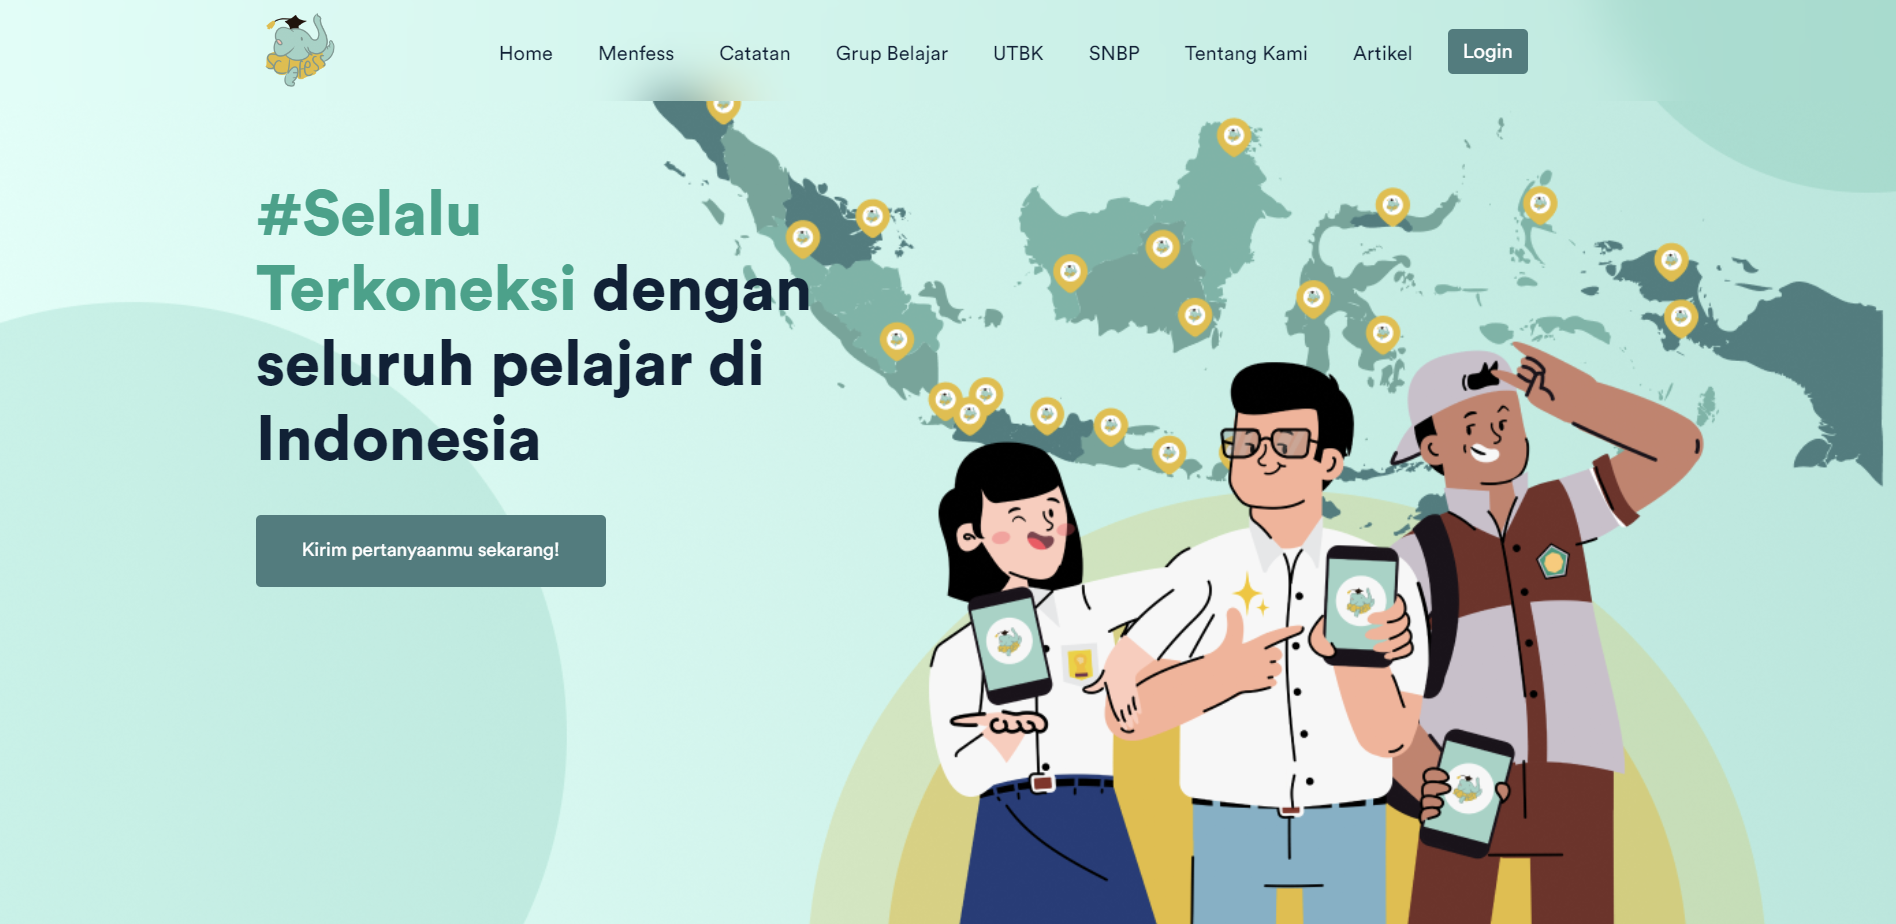 Home Menfess Catatan Grup Belajar UTBK SNBP Tentang Kami Artikel Login
#Selalu
Terkoneksi dengan
seluruh pelajar di
Indonesia
Kirim pertanyaanmu sekarang!